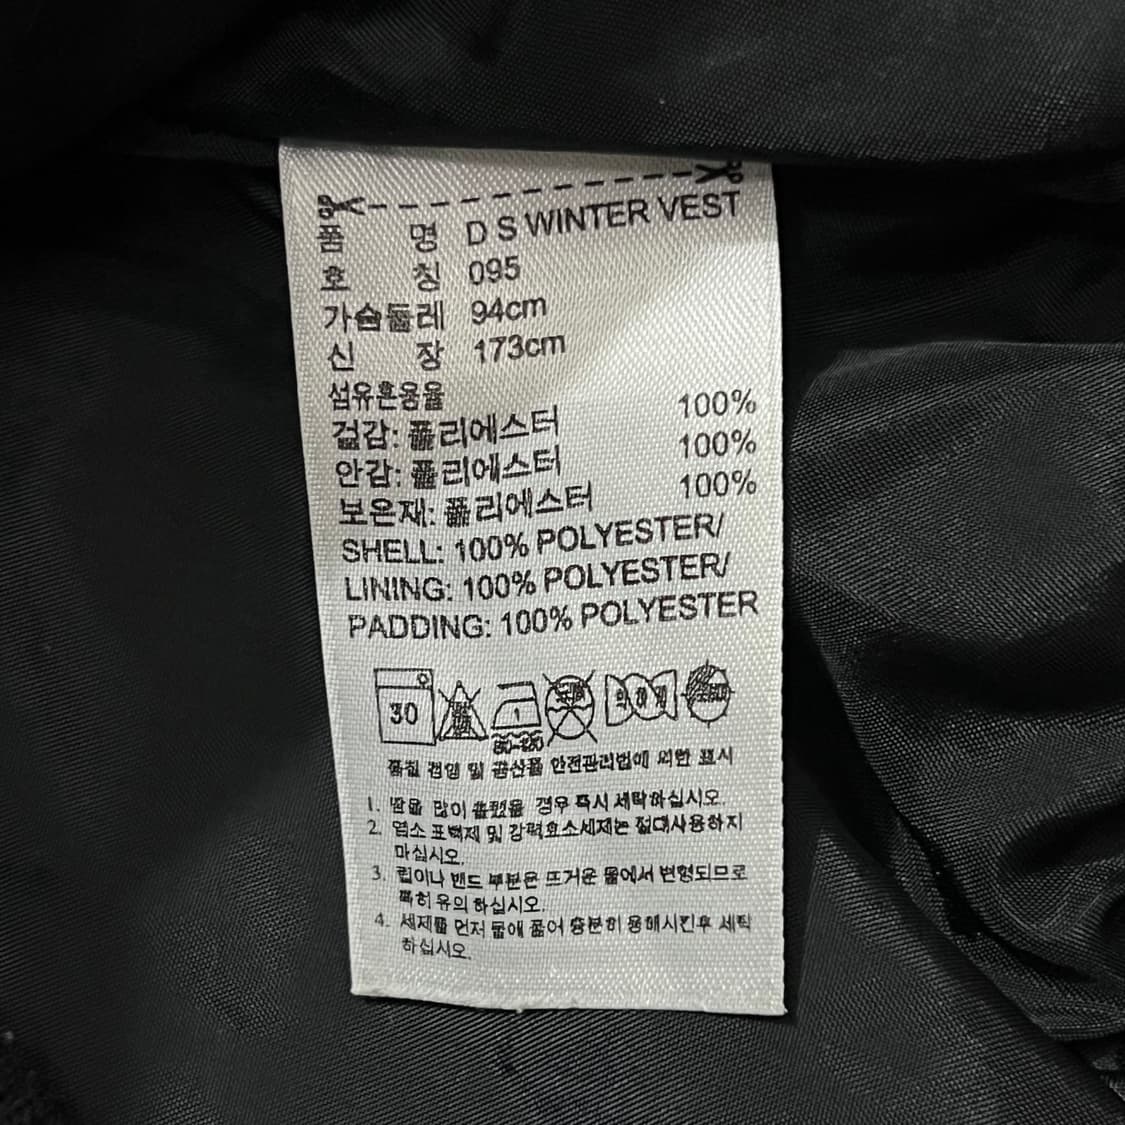 품 명 D S WINTER VEST
호 칭 095
가슴둘레 94cm
신 장 173cm
섬유혼용율
겉감: 폴리에스터 100%
안감: 폴리에스터 100%
보온재: 폴리에스터 100%
SHELL: 100% POLYESTER/
LINING: 100% POLYESTER/
PADDING: 100% POLYESTER
30
품질 경영 및 공산품 안전관리법에 의한 표시
1. 땀을 많이 흘렸을 경우 즉시 세탁하십시오.
2. 염소 표백제 및 강력효소세제는 절대사용하지
마십시오.
3. 립이나 밴드 부분은 뜨거운 물에서 변형되므로
특히 유의 하십시오.
4. 세제를 먼저 물에 풀어 충분히 용해시킨후 세탁
하십시오.